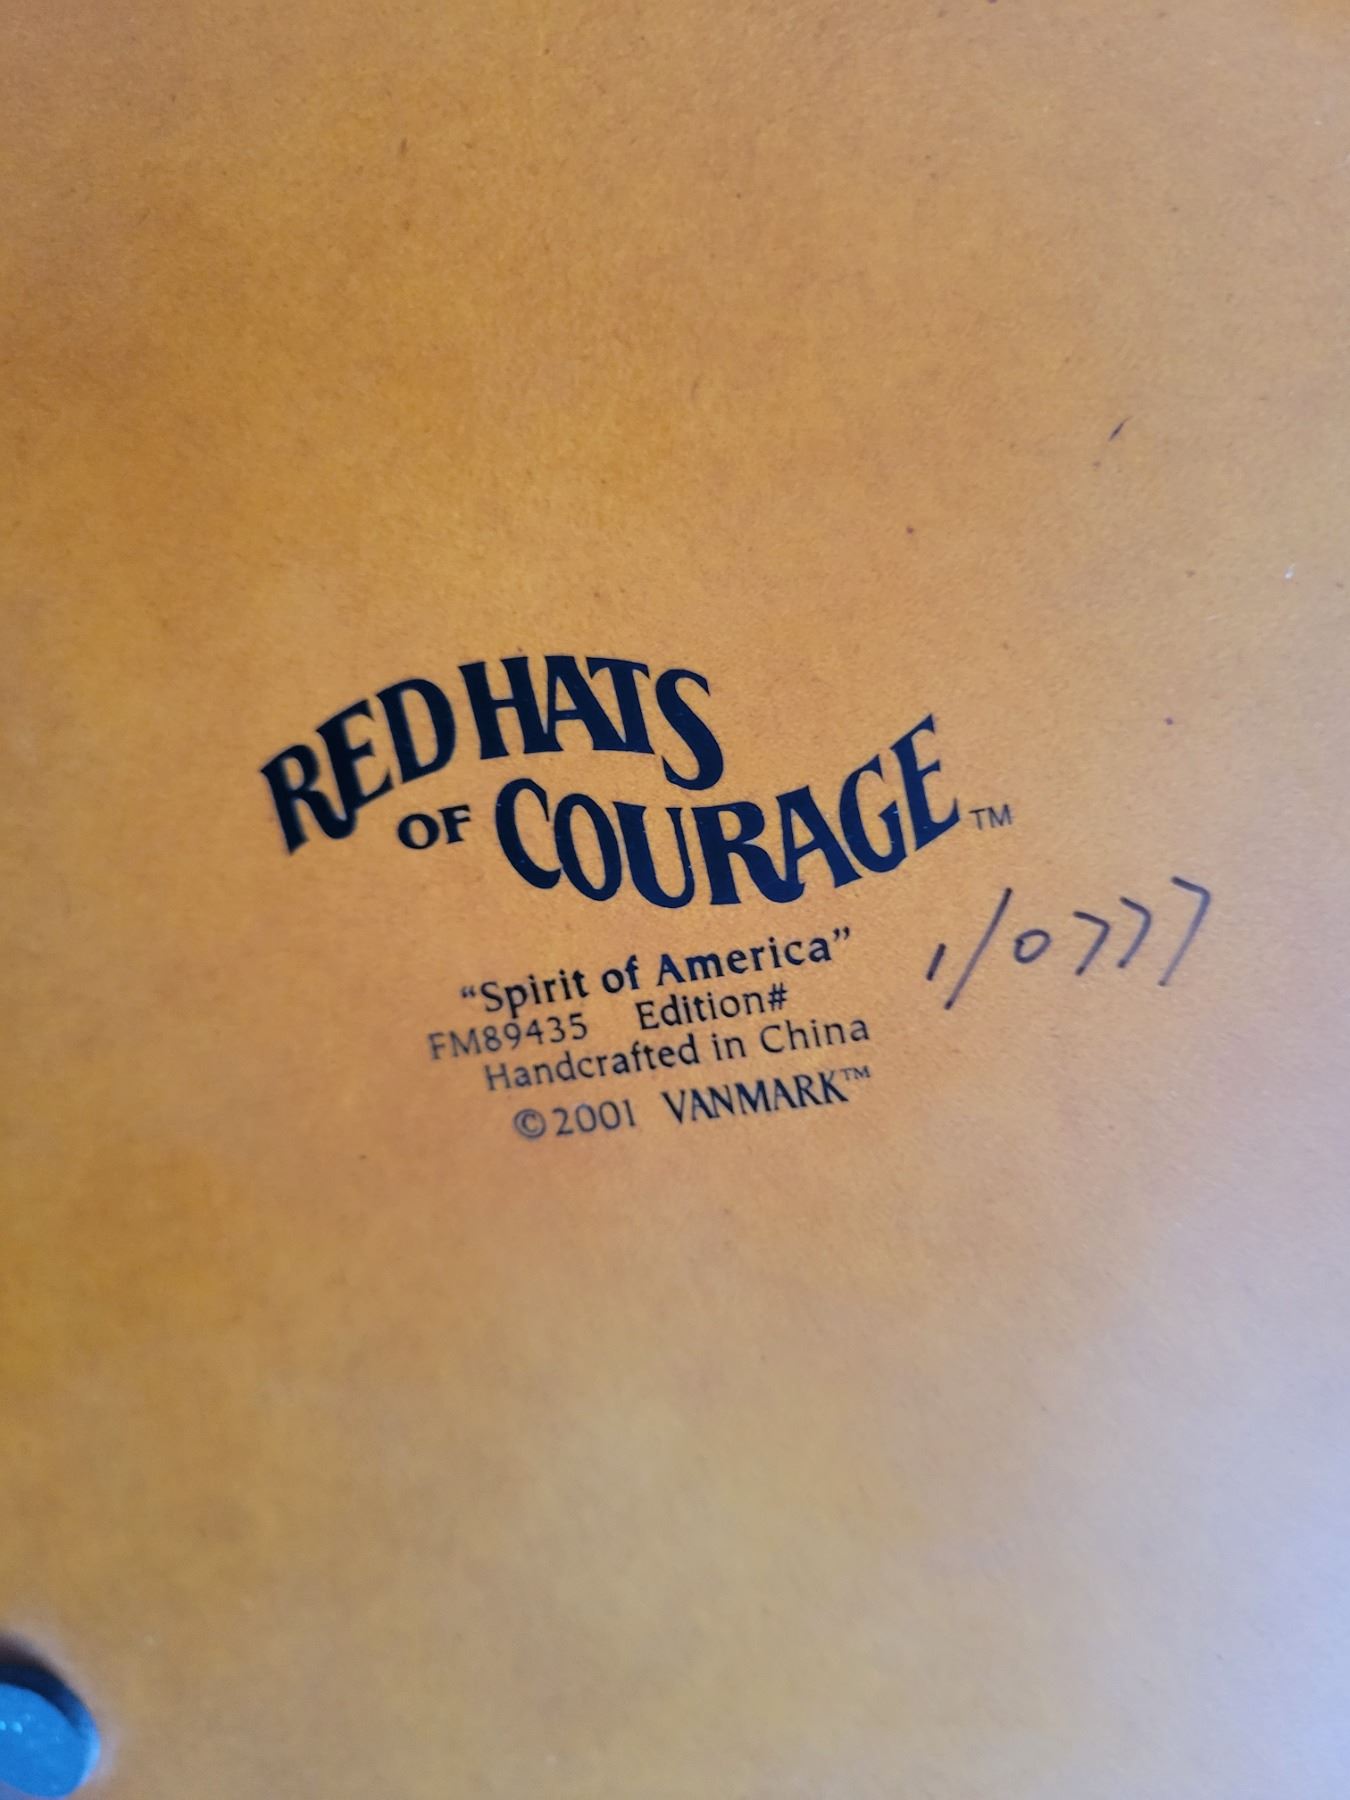 RED HATS
OF COURAGE™
"Spirit of America"
1/0777
FM89435 Edition#
Handcrafted in China
©2001 VANMARK™